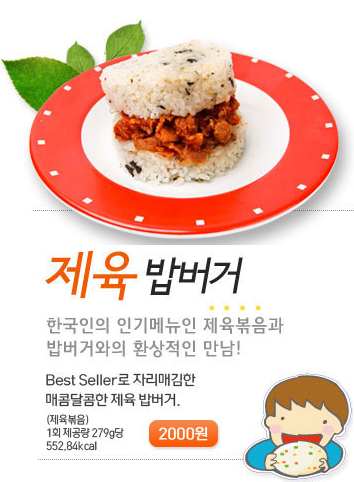 제육 밥버거
한국인의 인기메뉴인 제육볶음과
밥버거와의 환상적인 만남!
Best Seller로 자리매김한
매콤달콤한 제육 밥버거.
(제육볶음)
1회 제공량 279g당
552,84kcal
2000원